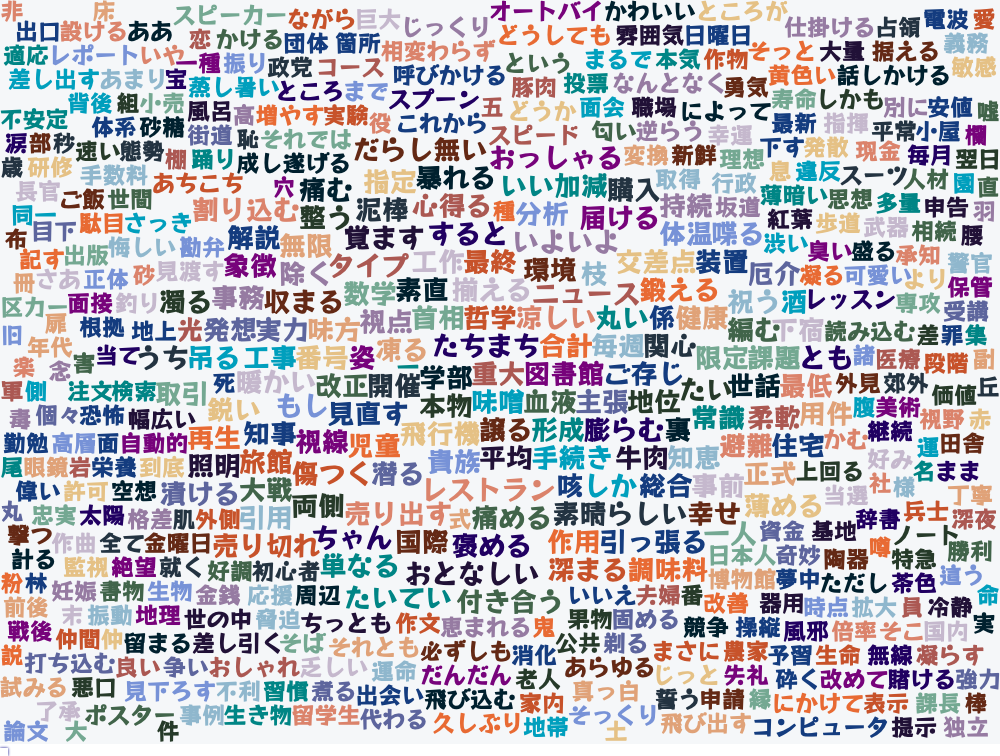 非 床 スピーカー ながら 巨大 じっくり オートバイ かわいい ところが 仕掛ける 占領 電波 愛
出口 設ける ああ 恋 かける 団体 箇所 どうしても 雰囲気 日曜日 義務
適応 レポート いや 一種 振り 政党 コース 相変わらず という まるで 本気 作物 そっと 大量 据える 敏感
差し出す あまり 宝 蒸し暑い ところ まで 呼びかける 豚肉 投票 なんとなく 勇気 黄色い 話しかける
不安定 背後 組 小売 風呂 高 増やす 実験 役 スプーン 五 どうか 面会 職場 によって 寿命 しかも 別に 安値 嘘
涙 部 秒 体系 砂糖 街道 恥 それでは これから スピード 匂い 逆らう 幸運 最新 指揮 平常 小屋 欄
歳 研修 速い 態勢 棚 踊り 成し遂げる だらし無い おっしゃる 変換 新鮮 理想 下す 発散 現金 毎月 翌日
長官 手数料 あちこち 穴 痛む 指定 暴れる いい加減 購入 取得 行政 息 違反 スーツ 人材 園 直
同一 ご飯 世間 割り込む 整う 泥棒 心得る 種 分析 届ける 持続 坂道 薄暗い 思想 多量 申告 羽
布 目下 駄目 さっき 解説 無限 覚ます すると いよいよ 体温 喋る 紅葉 歩道 武器 相続 腰
記す 出版 悔しい 勘弁 象徴 除く タイプ 工作 最終 環境 枝 交差点 装置 渋い 臭い 盛る 承知 警官
冊 さあ 正体 砂 見渡す 事務 収まる 数学 素直 揃える ニュース 鍛える 厄介 凝る 可愛い より 保管
区 カー 面接 釣り 濁る 視点 首相 哲学 涼しい 丸い 係 健康 祝う 酒 レッスン 専攻 受講
旧 扉 根拠 地上 光 発想 実力 味方 編む 下宿 読み込む 差 罪 集
楽 年代 念 害 当て うち 吊る 工事 番号 姿 凍る たちまち 合計 毎週 関心 限定 課題 とも 諸 医療 段階 副
軍 側 注文 検索 取引 死 暖かい 改正 開催 一 学部 重大 図書館 ご存じ たい 世話 最低 外見 郊外 価値 丘
毒 個々 恐怖 幅広い 鋭い もし 見直す 本物 味噌 血液 主張 地位 常識 柔軟 用件 腹 美術 視野 赤
勤勉 高層 面 自動的 再生 知事 視線 児童 飛行機 譲る 形成 膨らむ 裏 避難 住宅 かむ 継続 運 田舎
尾 眼鏡 岩 栄養 到底 照明 旅館 傷つく 潜る 貴族 平均 手続き 牛肉 知恵 正式 上回る 好み 名 まま
偉い 許可 空想 漬ける 大戦 両側 レストラン 咳 しか 総合 事前 薄める 当選 社 様 丁寧
丸 忠実 太陽 格差 肌 外側 引用 売り出す 式 痛める 素晴らしい 幸せ 辞書 兵士 深夜
撃つ 作曲 全て 金曜日 売り切れ ちゃん 国際 褒める 作用 引っ張る 一人 資金 基地 噂 ノート 勝利
計る 監視 絶望 就く 好調 初心者 単なる おとなしい 深まる 調味料 日本人 奇妙 陶器 特急
粉 林 妊娠 書物 生物 金銭 応援 周辺 たいてい 付き合う いいえ 夫婦 番 博物館 夢中 ただし 茶色 違う 命
前後 末 振動 地理 世の中 脅迫 ちっとも 作文 恵まれる 鬼 果物 固める 改善 器用 時点 拡大 員 冷静 実
戦後 仲間 仲 留まる 差し引く そば それとも 必ずしも 消化 公共 剃る 競争 操縦 風邪 倍率 そこ 国内
説 打ち込む 良い 争い おしゃれ 乏しい 運命 だんだん 老人 あらゆる まさに 農家 予習 生命 無線 凝らす
試みる 悪口 見下ろす 不利 習慣 煮る 出会い 飛び込む 家内 真っ白 じっと 失礼 砕く 改めて 賭ける 強力
了承 ポスター 事例 生き物 留学生 代わる 久しぶり 地帯 そっくり 誓う 申請 縁 にかけて 表示 課長 棒
論文 大 件 土 飛び出す コンピュータ 提示 独立